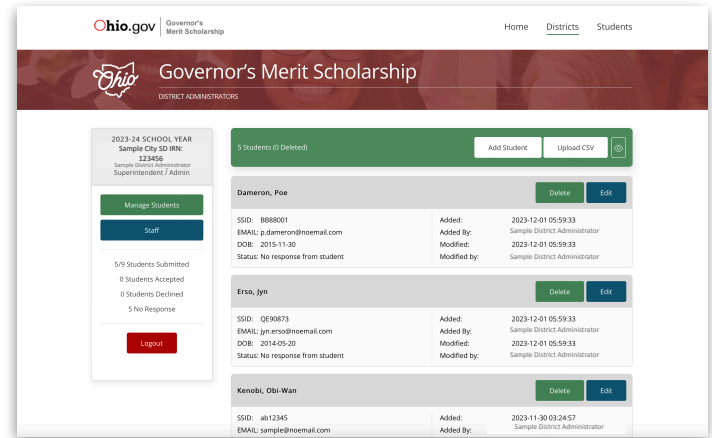 Ohio.gov
Governor's
Merit Scholarship
Home Districts Students
Ohio
Governor's Merit Scholarship
DISTRICT ADMINISTRATORS
2023-24 SCHOOL YEAR
Sample City SD IRN:
123456
Sample District Administrator
Superintendent / Admin
Manage Students
Staff
5/9 Students Submitted
0 Students Accepted
0 Students Declined
5 No Response
Logout
5 Students (0 Deleted) Add Student Upload CSV
Dameron, Poe Delete Edit
SSID: BB88001 Added: 2023-12-01 05:59:33
EMAIL: p.dameron@noemail.com Added By: Sample District Administrator
DOB: 2015-11-30 Modified: 2023-12-01 05:59:33
Status: No response from student Modified by: Sample District Administrator
Erso, Jyn Delete Edit
SSID: QE90873 Added: 2023-12-01 05:59:33
EMAIL: jyn.erso@noemail.com Added By: Sample District Administrator
DOB: 2014-05-20 Modified: 2023-12-01 05:59:33
Status: No response from student Modified by: Sample District Administrator
Kenobi, Obi-Wan Delete Edit
SSID: ab12345 Added: 2023-11-30 03:24:57
EMAIL: sample@noemail.com Added By: Sample District Administrator